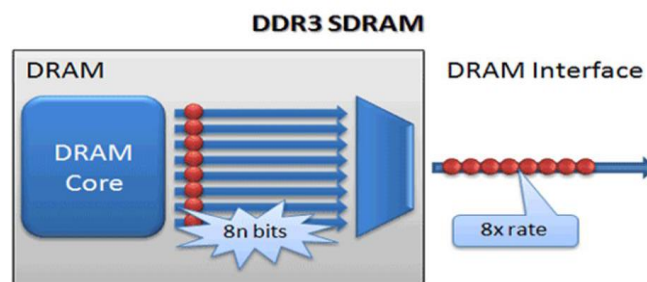 DDR3 SDRAM
DRAM
DRAM Interface
DRAM
Core
8n bits
8x rate